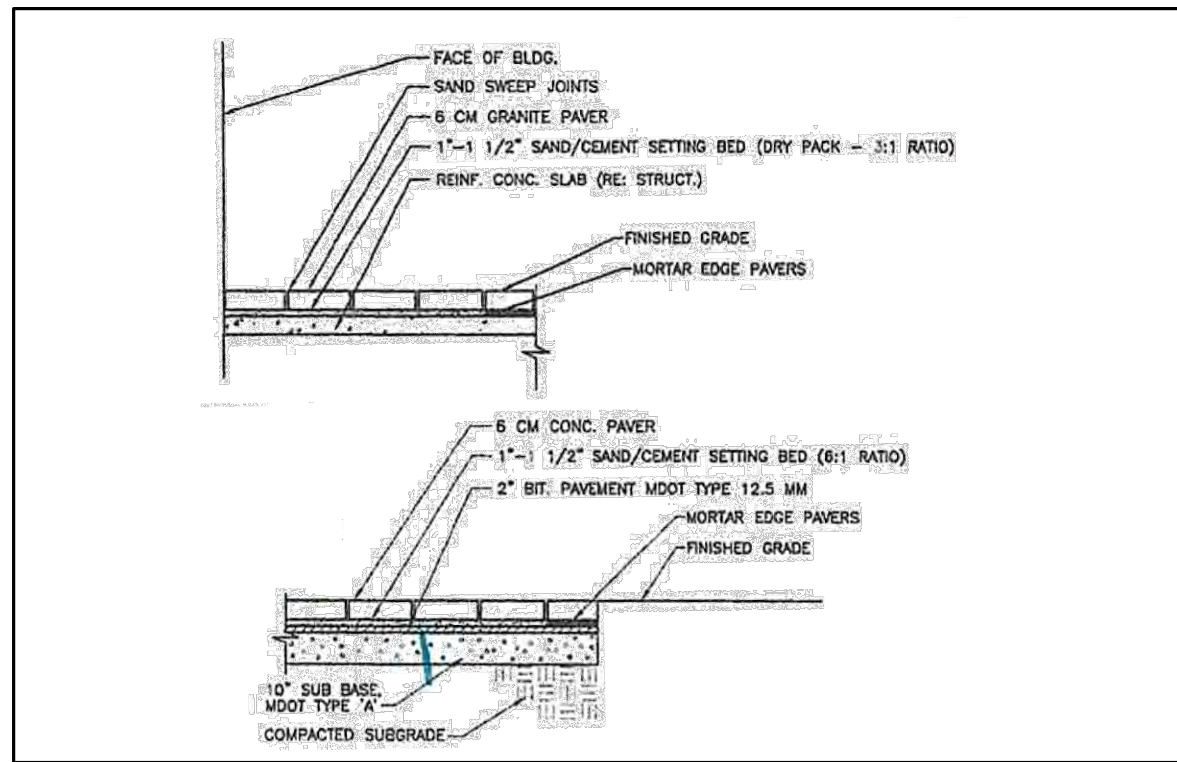 FACE OF BLDG.
SAND SWEEP JOINTS
6 CM GRANITE PAVER
1"-1 1/2" SAND/CEMENT SETTING BED (DRY PACK - 3:1 RATIO)
REINF. CONC. SLAB (RE: STRUCT.)
FINISHED GRADE
MORTAR EDGE PAVERS
6 CM CONC. PAVER
1"-1 1/2" SAND/CEMENT SETTING BED (6:1 RATIO)
2" BIT. PAVEMENT MDOT TYPE 12.5 MM
MORTAR EDGE PAVERS
FINISHED GRADE
10" SUB BASE.
MDOT TYPE 'A'
COMPACTED SUBGRADE